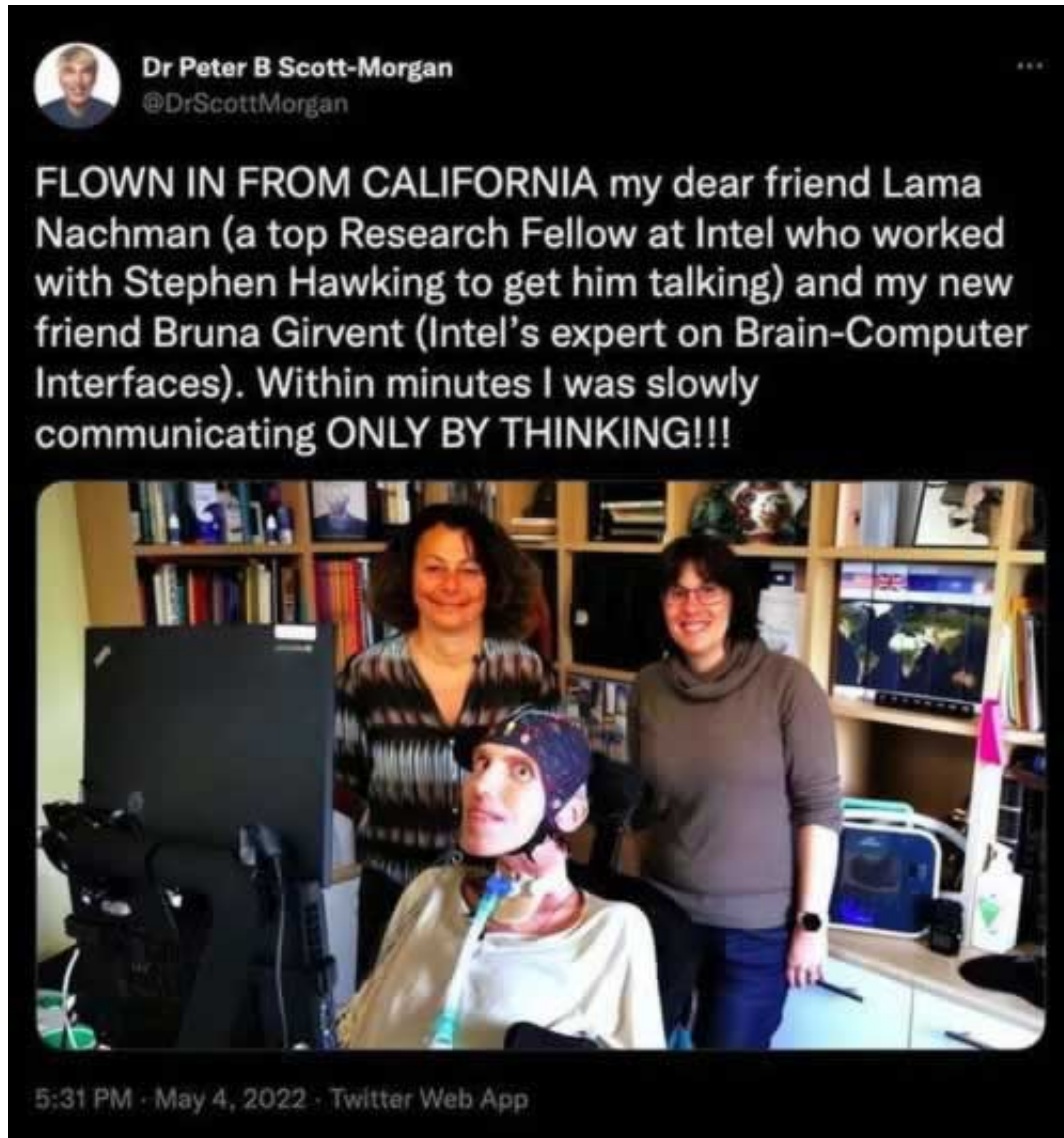 Dr Peter B Scott-Morgan
@DrScottMorgan
FLOWN IN FROM CALIFORNIA my dear friend Lama
Nachman (a top Research Fellow at Intel who worked
with Stephen Hawking to get him talking) and my new
friend Bruna Girvent (Intel's expert on Brain-Computer
Interfaces). Within minutes I was slowly
communicating ONLY BY THINKING!!!
5:31 PM · May 4, 2022 · Twitter Web App